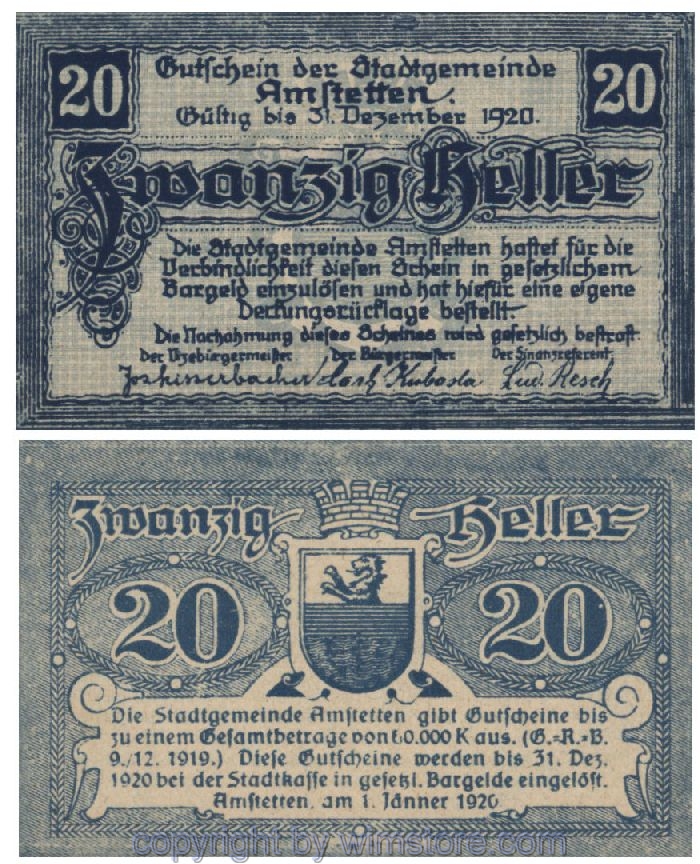 20 Gutschein der Stadtgemeinde 20
Amstetten.
Gültig bis 31. Dezember 1920.
Zwanzig Heller
Die Stadtgemeinde Amstetten haftet für die
Verbindlichkeit diesen Schein in gesetzlichem
Bargeld einzulösen und hat hiefür eine eigene
Deckungsrücklage bestellt.
Die Nachahmung dieses Scheines wird gesetzlich bestraft.
Der Vizebürgermeister: Der Bürgermeister: Der Finanzreferent:
Kubasta Lud. Resch
Zwanzig Heller
20 20
Die Stadtgemeinde Amstetten gibt Gutscheine bis
zu einem Gesamtbetrage von 60.000 K aus. (G.=R.=B.
9./12. 1919.) Diese Gutscheine werden bis 31. Dez.
1920 bei der Stadtkasse in gesetzl. Bargelde eingelöst.
Amstetten, am 1. Jänner 1920
copyright by wimstore.com